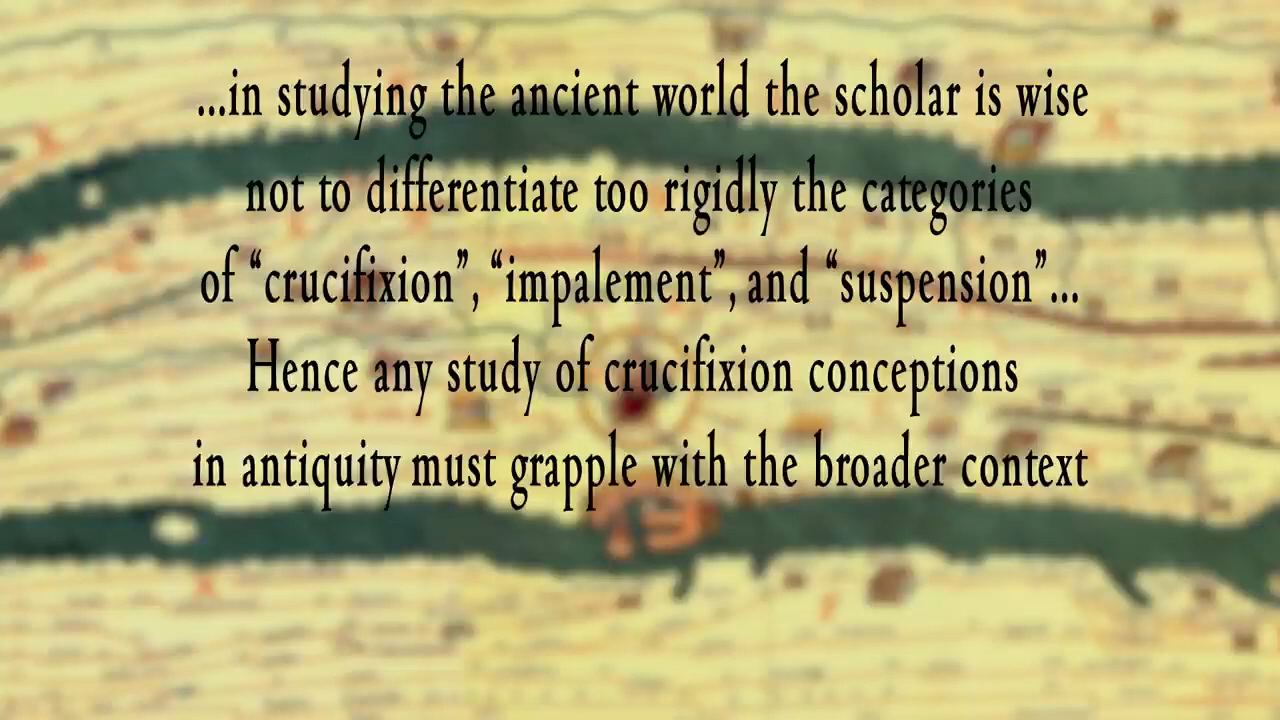 ...in studying the ancient world the scholar is wise
not to differentiate too rigidly the categories
of “crucifixion”, “impalement”, and “suspension”...
Hence any study of crucifixion conceptions
in antiquity must grapple with the broader context